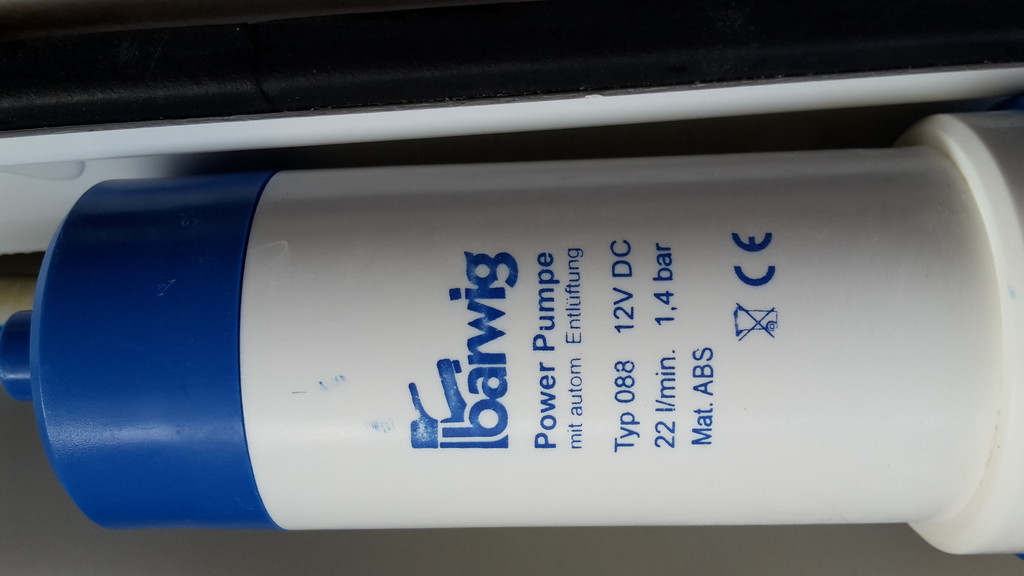 barwig
Power Pumpe
mit autom. Entlüftung
Typ 088 12V DC
22 l/min. 1,4 bar
Mat. ABS
CE